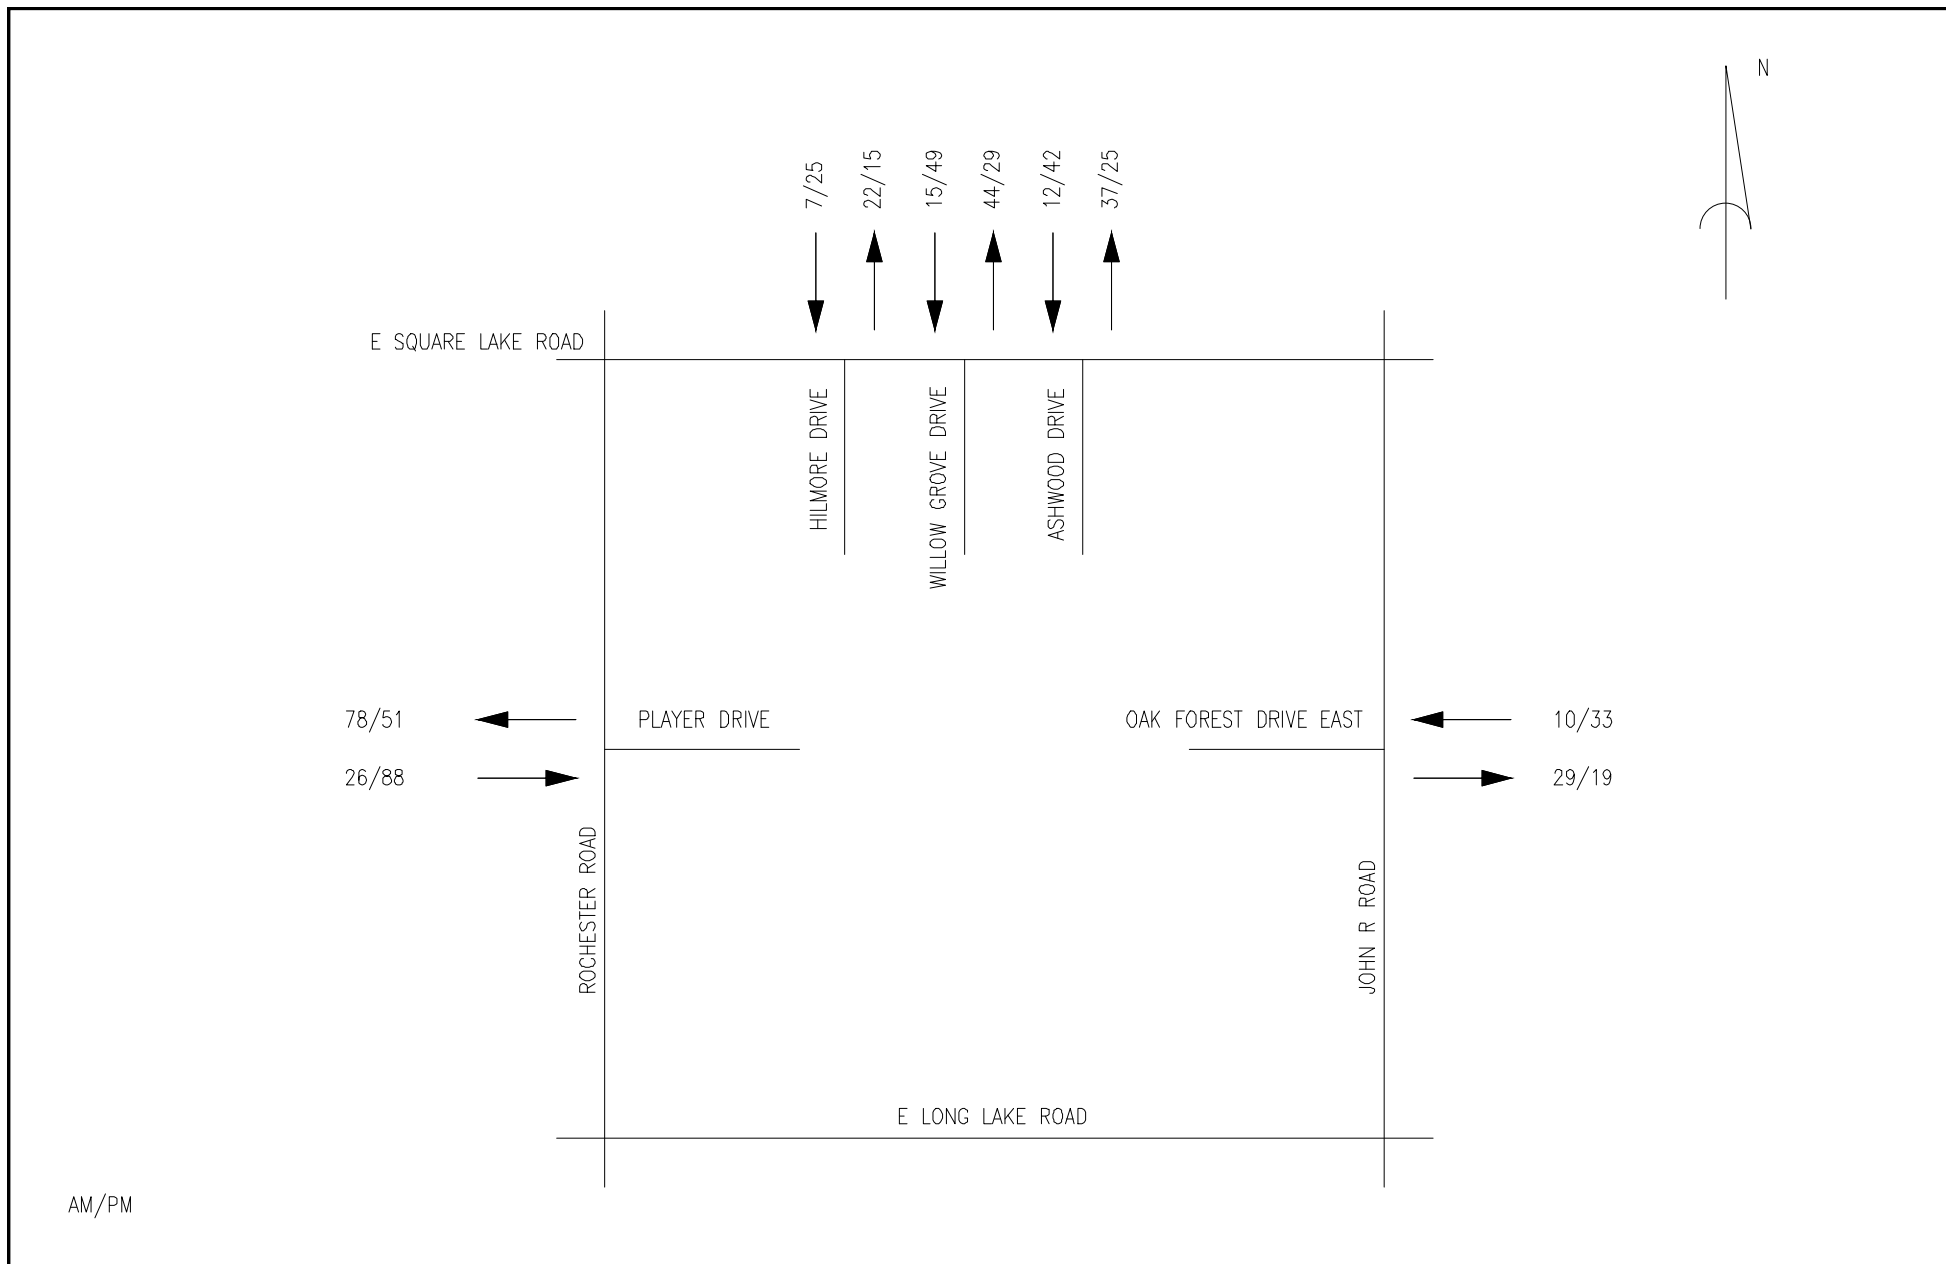 N
7/25
22/15
15/49
44/29
12/42
37/25
E SQUARE LAKE ROAD
HILMORE DRIVE
WILLOW GROVE DRIVE
ASHWOOD DRIVE
78/51
PLAYER DRIVE
OAK FOREST DRIVE EAST
10/33
26/88
29/19
ROCHESTER ROAD
JOHN R ROAD
E LONG LAKE ROAD
AM/PM